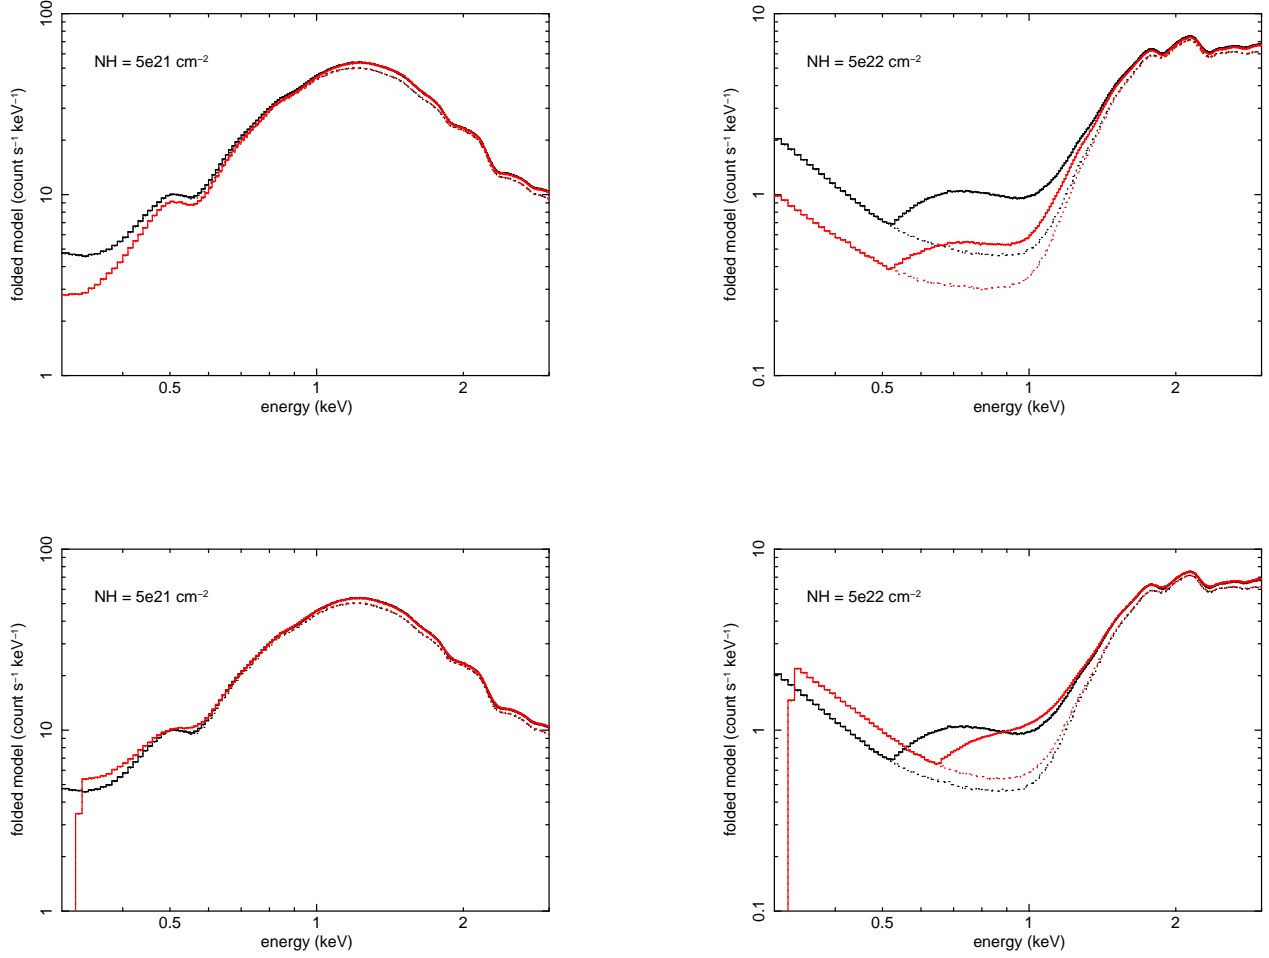 100
NH = 5e21 cm⁻²
10
1
folded model (count s⁻¹ keV⁻¹)
0.5 1 2
energy (keV)
10
NH = 5e22 cm⁻²
1
0.1
folded model (count s⁻¹ keV⁻¹)
0.5 1 2
energy (keV)
100
NH = 5e21 cm⁻²
10
1
folded model (count s⁻¹ keV⁻¹)
0.5 1 2
energy (keV)
10
NH = 5e22 cm⁻²
1
0.1
folded model (count s⁻¹ keV⁻¹)
0.5 1 2
energy (keV)